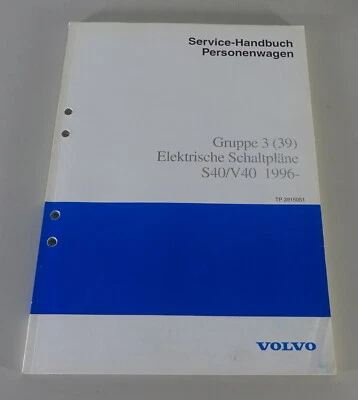 Service-Handbuch
Personenwagen
Gruppe 3 (39)
Elektrische Schaltpläne
S40/V40 1996-
VOLVO